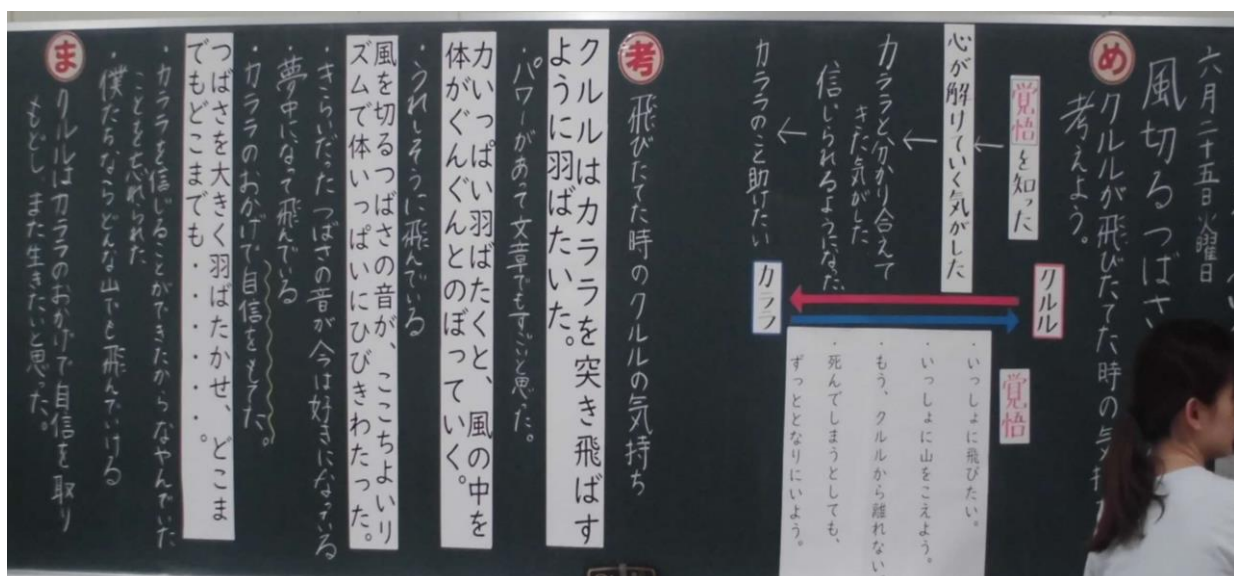 六月二十五日 火曜日
風切るつばさ
め
クルルが飛びたてた時の気持
考えよう。
クルル
覚悟を知った
心が解けていく気がした
カララと分かり合えて
きた気がした
信じられるようになった
カララのこと助けたい
カララ
覚悟
・いっしょに飛びたい。
・いっしょに山をこえよう。
・もう、クルルから離れない
・死んでしまうとしても、
ずっととなりにいよう。
考
飛びたてた時のクルルの気持ち
クルルはカララを突き飛ばす
ように羽ばたいた。
・パワーがあって文章でもすごいと思った。
力いっぱい羽ばたくと、風の中を
体がぐんぐんとのぼっていく。
・うれしそうに飛んでいる
風を切るつばさの音が、ここちよいリ
ズムで体いっぱいにひびきわたった。
・きらいだったつばさの音が今は好きになっている
・夢中になって飛んでいる
・カララのおかげで自信をもてた。
つばさを大きく羽ばたかせ、どこま
でもどこまでも・・・・・・。
・カララを信じることができたからなやんでいた
ことを忘れられた
・僕たちならどんな山でも飛んでいける
ま
クルルはカララのおかげで自信を取り
もどし、また生きたいと思った。